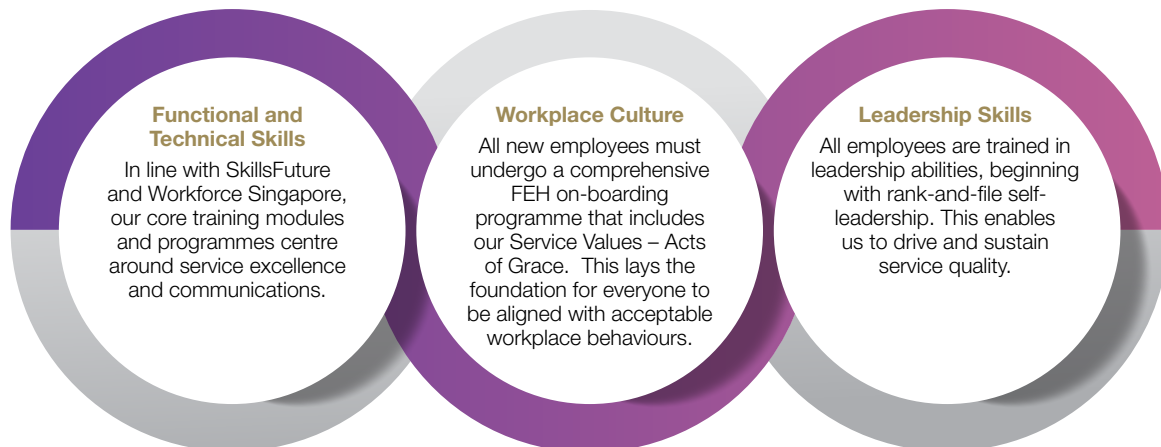 Functional and
Technical Skills
In line with SkillsFuture
and Workforce Singapore,
our core training modules
and programmes centre
around service excellence
and communications.
Workplace Culture
All new employees must
undergo a comprehensive
FEH on-boarding
programme that includes
our Service Values – Acts
of Grace.  This lays the
foundation for everyone to
be aligned with acceptable
workplace behaviours.
Leadership Skills
All employees are trained in
leadership abilities, beginning
with rank-and-file self-
leadership. This enables
us to drive and sustain
service quality.